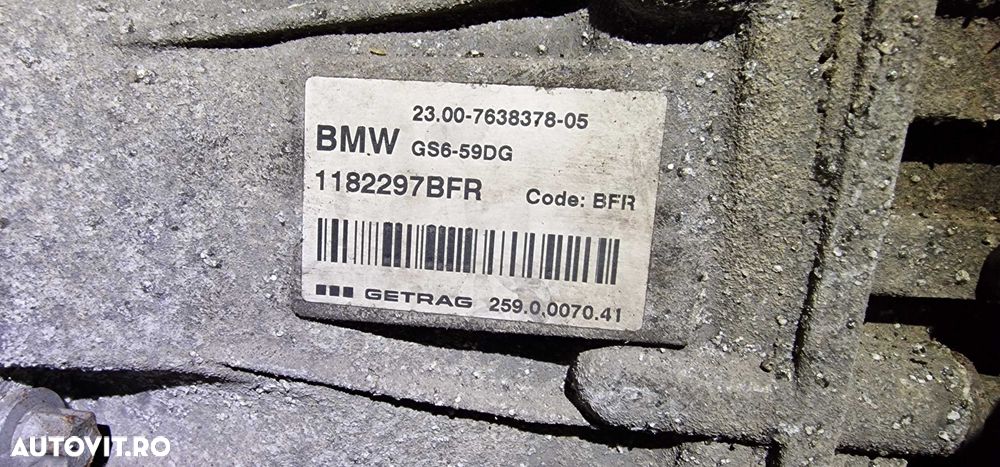 23.00-7638378-05
BMW GS6-59DG
1182297BFR Code: BFR
GETRAG 259.0.0070.41
AUTOVIT.RO